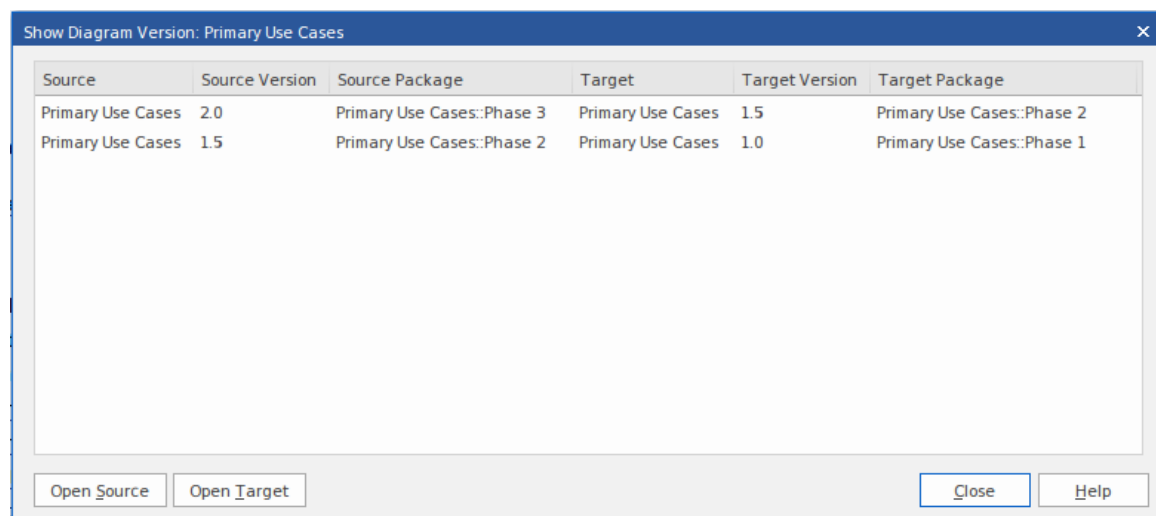 Show Diagram Version: Primary Use Cases
Source Source Version Source Package Target Target Version Target Package
Primary Use Cases 2.0 Primary Use Cases::Phase 3 Primary Use Cases 1.5 Primary Use Cases::Phase 2
Primary Use Cases 1.5 Primary Use Cases::Phase 2 Primary Use Cases 1.0 Primary Use Cases::Phase 1
Open Source Open Target Close Help